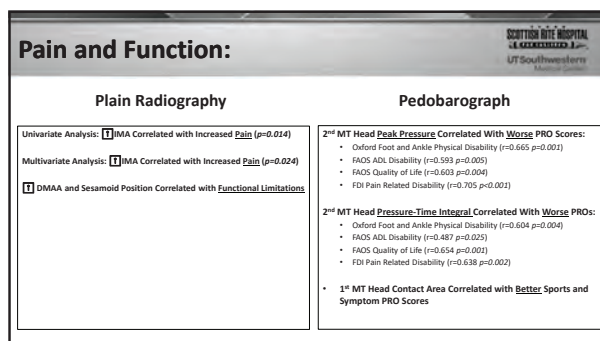 Pain and Function:
SCOTTISH RITE HOSPITAL
FOR CHILDREN
UTSouthwestern
Medical Center
Plain Radiography
Univariate Analysis: ⬆IMA Correlated with Increased Pain (p=0.014)
Multivariate Analysis: ⬆IMA Correlated with Increased Pain (p=0.024)
⬆ DMAA and Sesamoid Position Correlated with Functional Limitations
Pedobarograph
2nd MT Head Peak Pressure Correlated With Worse PRO Scores:
• Oxford Foot and Ankle Physical Disability (r=0.665 p=0.001)
• FAOS ADL Disability (r=0.593 p=0.005)
• FAOS Quality of Life (r=0.603 p=0.004)
• FDI Pain Related Disability (r=0.705 p<0.001)
2nd MT Head Pressure-Time Integral Correlated With Worse PROs:
• Oxford Foot and Ankle Physical Disability (r=0.604 p=0.004)
• FAOS ADL Disability (r=0.487 p=0.025)
• FAOS Quality of Life (r=0.654 p=0.001)
• FDI Pain Related Disability (r=0.638 p=0.002)
• 1st MT Head Contact Area Correlated with Better Sports and
Symptom PRO Scores